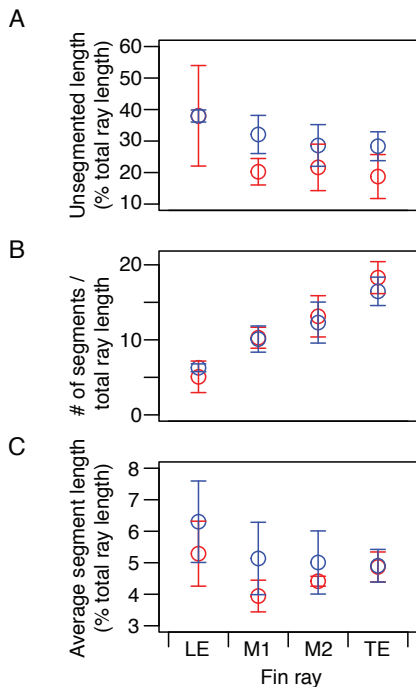 A
Unsegmented length
(% total ray length)
60
50
40
30
20
10
B
# of segments /
total ray length
20
10
0
C
Average segment length
(% total ray length)
8
7
6
5
4
3
LE M1 M2 TE
Fin ray